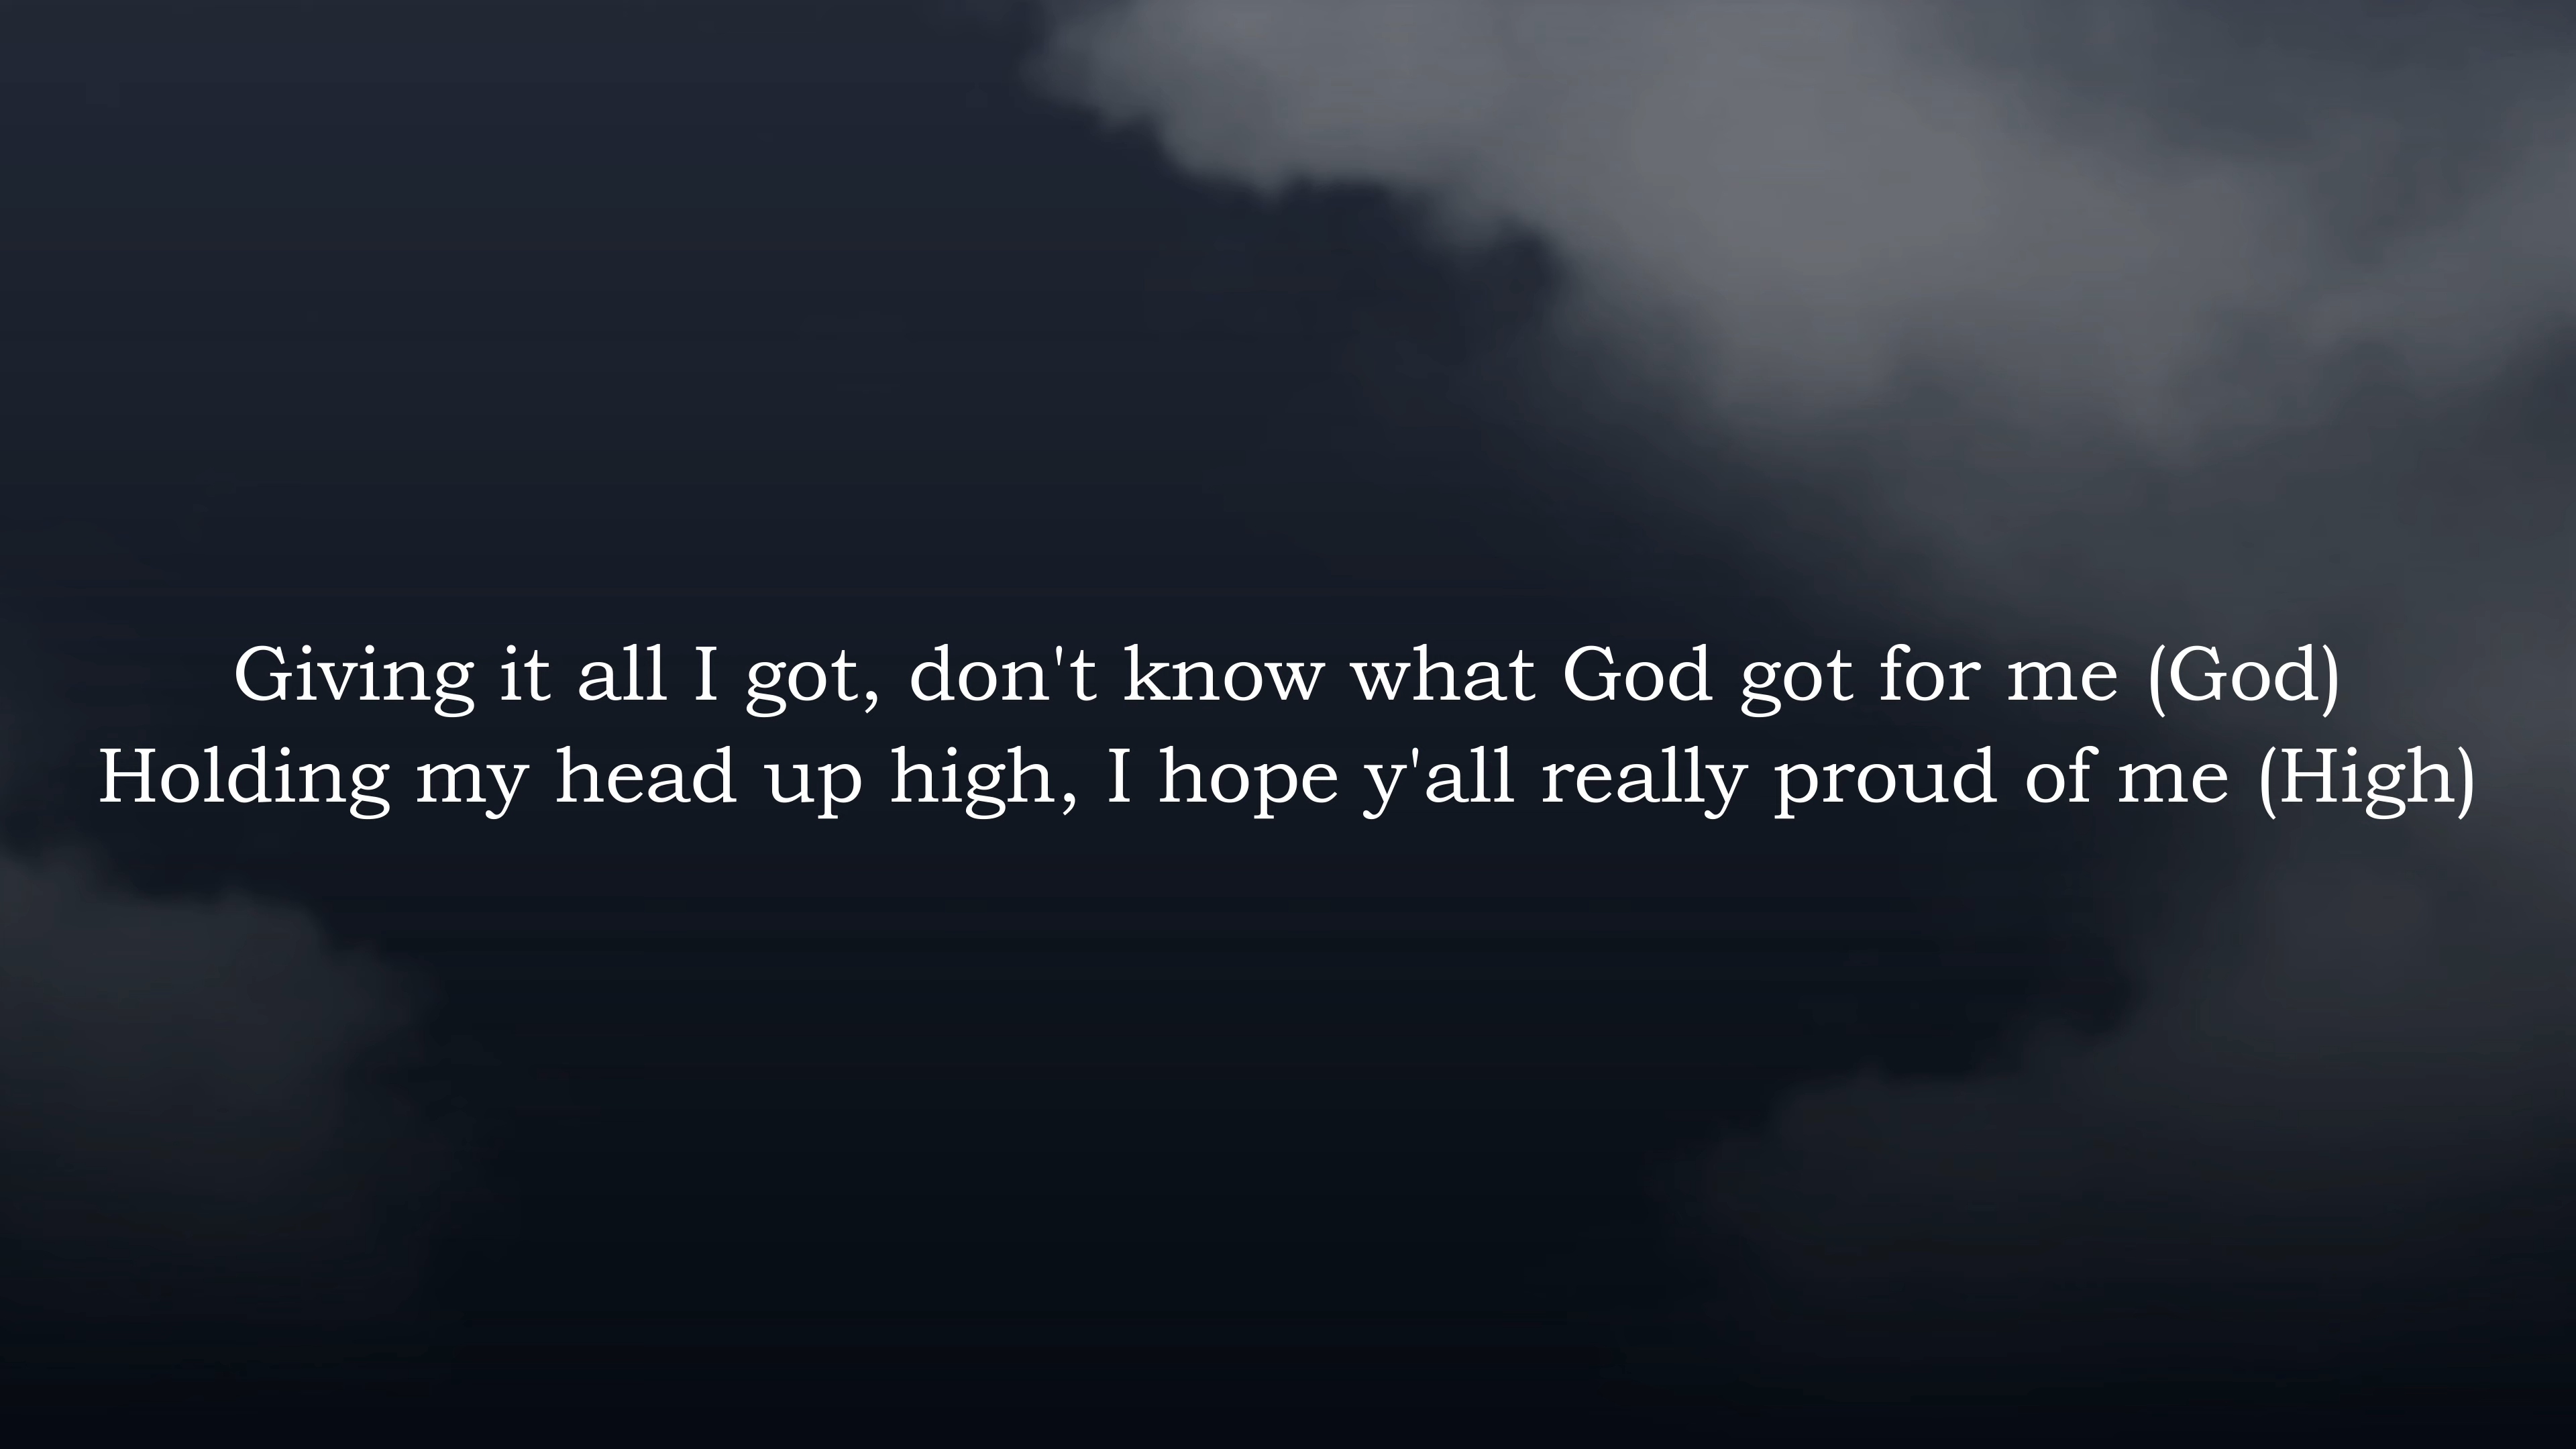 Giving it all I got, don't know what God got for me (God)
Holding my head up high, I hope y'all really proud of me (High)